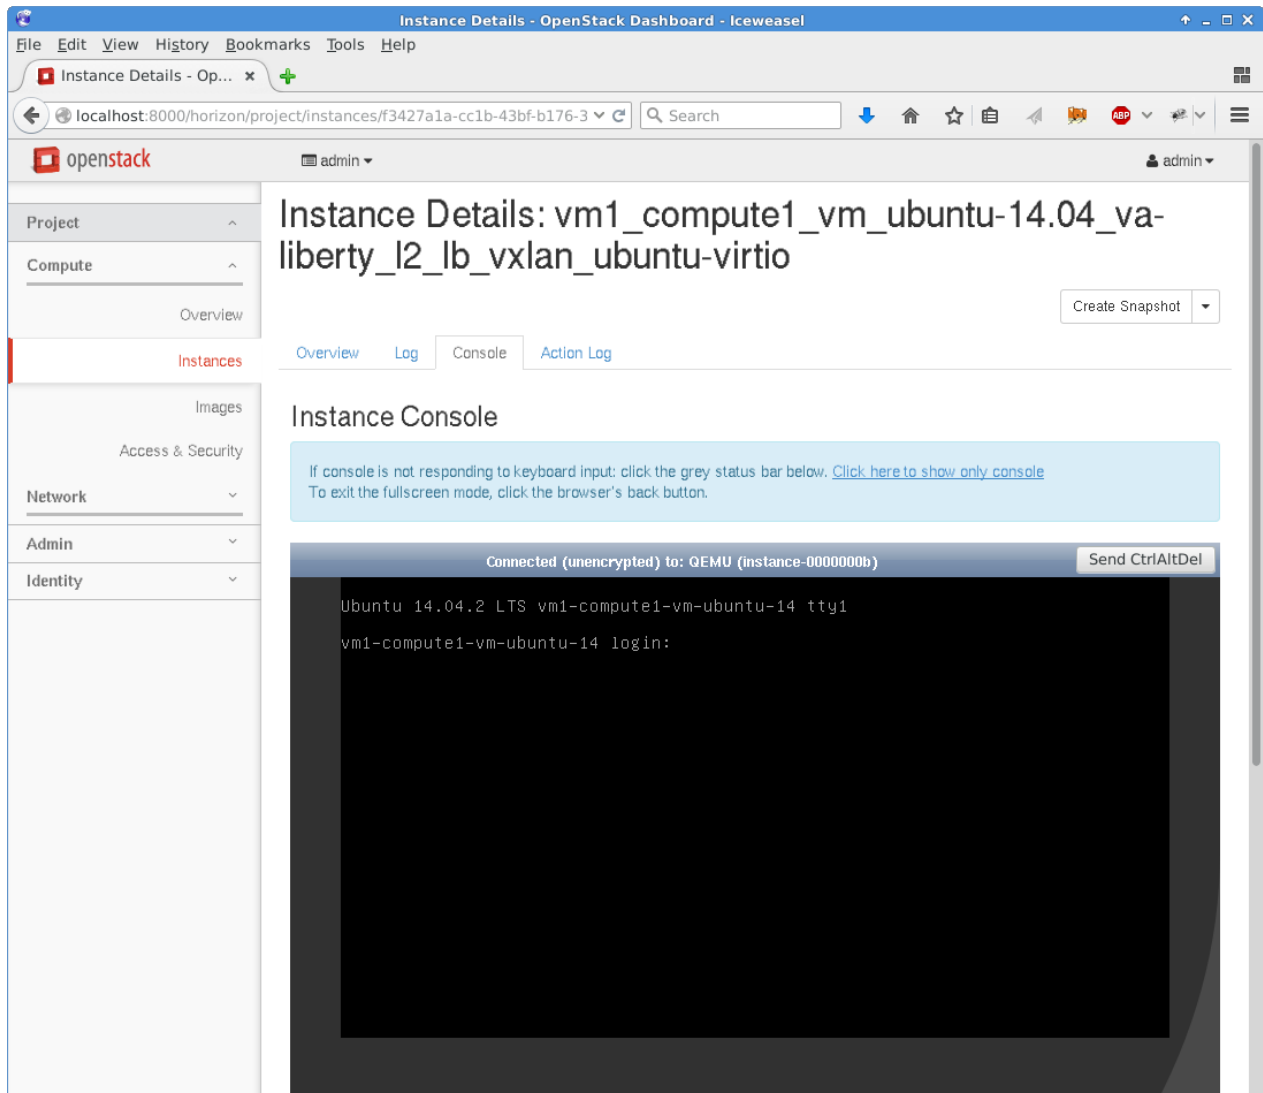 Instance Details - OpenStack Dashboard - Iceweasel
File Edit View History Bookmarks Tools Help
Instance Details - Op...
localhost:8000/horizon/project/instances/f3427a1a-cc1b-43bf-b176-3
Search
ABP
openstack
admin
admin
Project
Compute
Overview
Instances
Images
Access & Security
Network
Admin
Identity
Instance Details: vm1_compute1_vm_ubuntu-14.04_va-
liberty_l2_lb_vxlan_ubuntu-virtio
Create Snapshot
Overview Log Console Action Log
Instance Console
If console is not responding to keyboard input: click the grey status bar below. Click here to show only console
To exit the fullscreen mode, click the browser's back button.
Connected (unencrypted) to: QEMU (instance-0000000b)
Send CtrlAltDel
Ubuntu 14.04.2 LTS vm1-compute1-vm-ubuntu-14 tty1
vm1-compute1-vm-ubuntu-14 login: